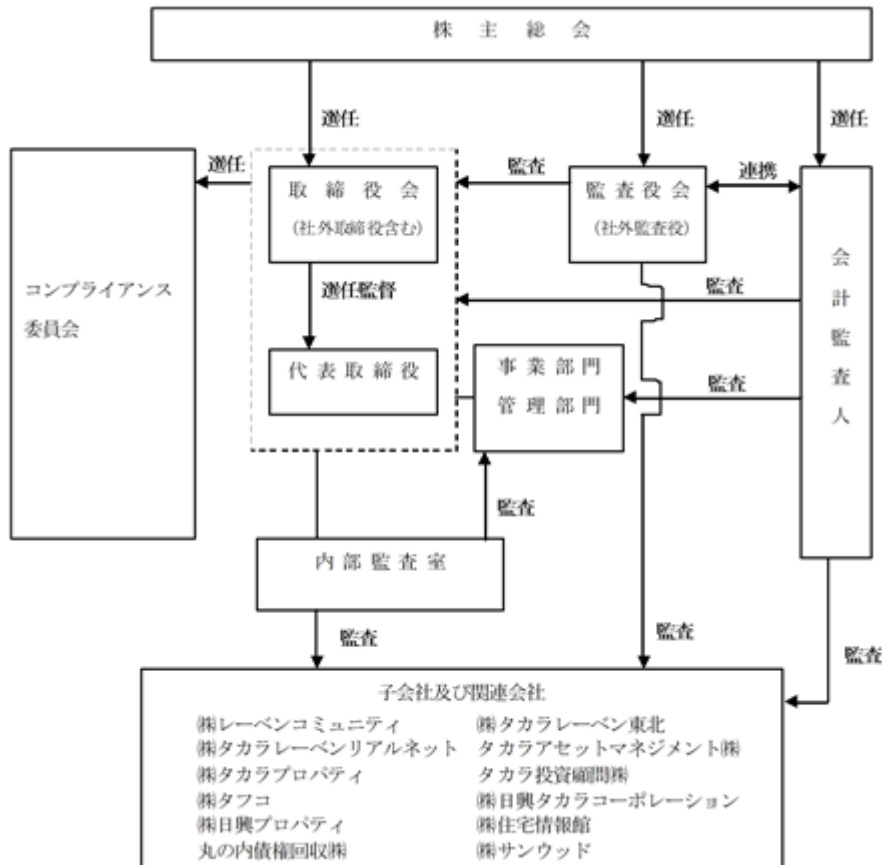 株主総会
選任
選任
選任
選任
監査
連携
取締役会
(社外取締役含む)
監査役会
(社外監査役)
会計監査人
コンプライアンス
委員会
選任監督
監査
代表取締役
事業部門
管理部門
監査
監査
内部監査室
監査
監査
監査
子会社及び関連会社
㈱レーベンコミュニティ
㈱タカラレーベン東北
㈱タカラレーベンリアルネット
タカラアセットマネジメント㈱
㈱タカラプロパティ
タカラ投資顧問㈱
㈱タフコ
㈱日興タカラコーポレーション
㈱日興プロパティ
㈱住宅情報館
丸の内債権回収㈱
㈱サンウッド